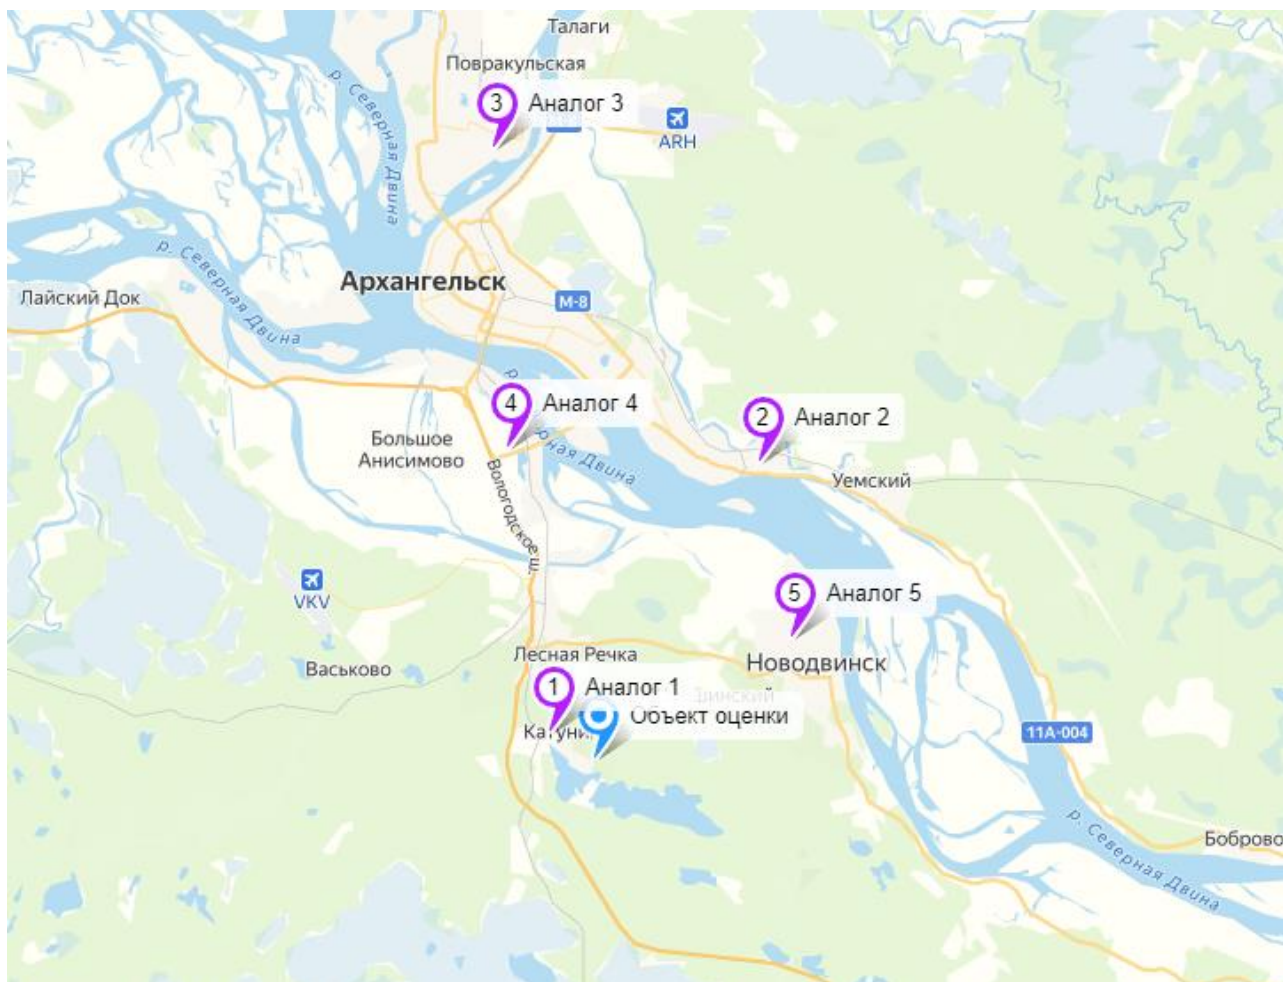 Талаги
Повракульская
3 Аналог 3
ARH
р. Северная Двина
р. Северная Двина
Архангельск
Лайский Док
М-8
4 Аналог 4
2 Аналог 2
Большое
Анисимово
Вологодское ш.
Двина
Уемский
VKV
5 Аналог 5
Лесная Речка
Васьково
Новодвинск
1 Аналог 1
Объект оценки
11А-004
р. Северная Двина
Боброво